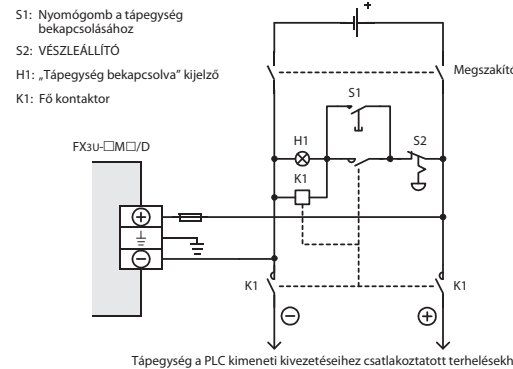 S1: Nyomógomb a tápegység
bekapcsolásához
S2: VÉSZLEÁLLÍTÓ
H1: „Tápegység bekapcsolva” kijelző
K1: Fő kontaktor
FX3U-□M□/D
+
Megszakító
S1
H1
S2
K1
+
−
K1
K1
−
+
Tápegység a PLC kimeneti kivezetéseihez csatlakoztatott terhelésekh